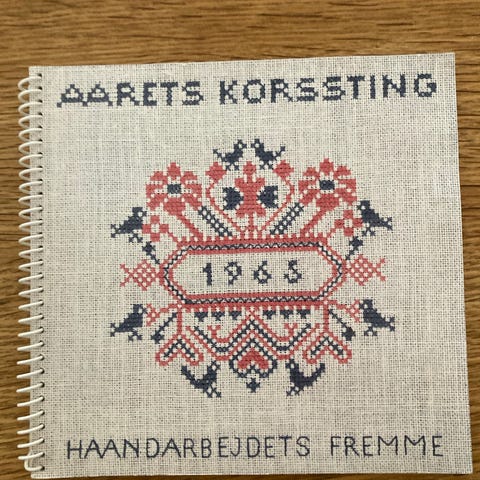 AARETS KORSSTING
1965
HAANDARBEJDETS FREMME